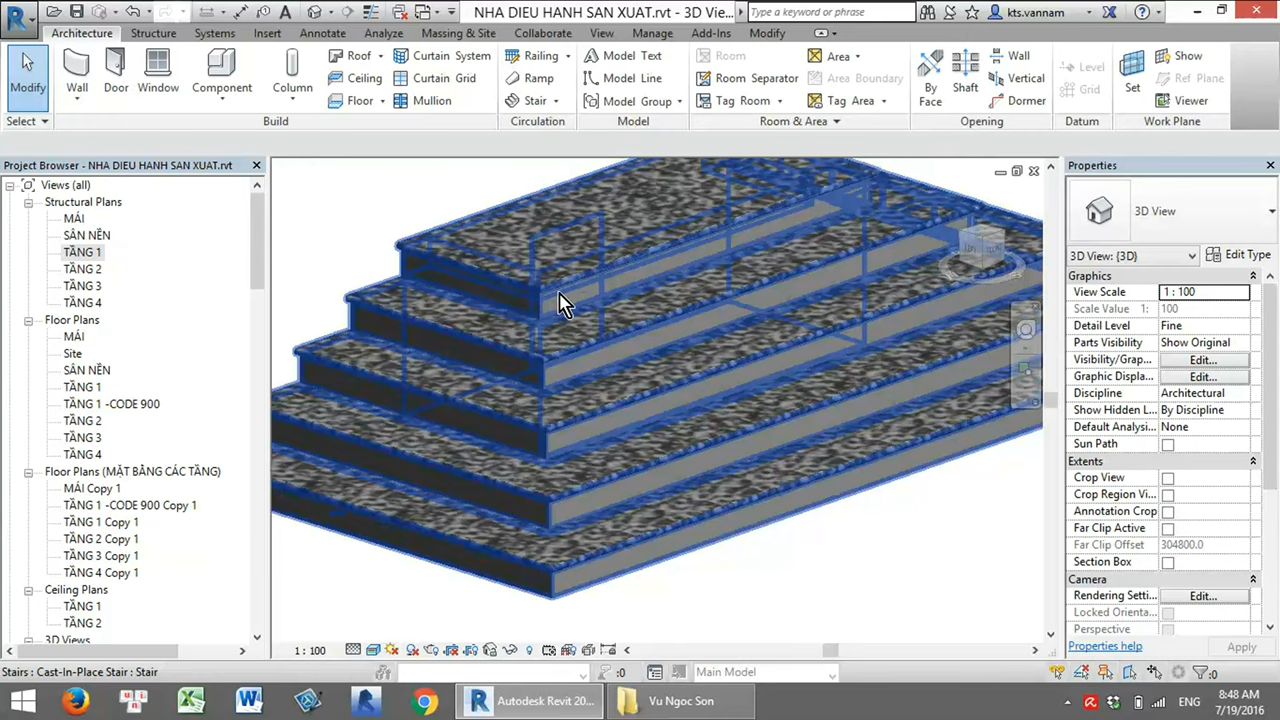 NHA DIEU HANH SAN XUAT.rvt - 3D Vie...
Type a keyword or phrase
kts.vannam
Architecture Structure Systems Insert Annotate Analyze Massing & Site Collaborate View Manage Add-Ins Modify
Modify
Wall
Door
Window
Component
Column
Roof
Ceiling
Floor
Curtain System
Curtain Grid
Mullion
Railing
Ramp
Stair
Model Text
Model Line
Model Group
Room
Room Separator
Tag Room
Area
Area Boundary
Tag Area
By Face
Shaft
Wall
Vertical
Dormer
Level
Grid
Set
Show
Ref Plane
Viewer
Select Build Circulation Model Room & Area Opening Datum Work Plane
Project Browser - NHA DIEU HANH SAN XUAT.rvt
Views (all)
Structural Plans
MÁI
SÂN NỀN
TẦNG 1
TẦNG 2
TẦNG 3
TẦNG 4
Floor Plans
MÁI
Site
SÂN NỀN
TẦNG 1
TẦNG 1 -CODE 900
TẦNG 2
TẦNG 3
TẦNG 4
Floor Plans (MẶT BẰNG CÁC TẦNG)
MÁI Copy 1
TẦNG 1 -CODE 900 Copy 1
TẦNG 1 Copy 1
TẦNG 2 Copy 1
TẦNG 3 Copy 1
TẦNG 4 Copy 1
Ceiling Plans
TẦNG 1
TẦNG 2
3D Views
Properties
3D View
3D View: {3D} Edit Type
Graphics
View Scale 1 : 100
Scale Value 1: 100
Detail Level Fine
Parts Visibility Show Original
Visibility/Grap... Edit...
Graphic Displa... Edit...
Discipline Architectural
Show Hidden L... By Discipline
Default Analysi... None
Sun Path
Extents
Crop View
Crop Region Vi...
Annotation Crop
Far Clip Active
Far Clip Offset 304800.0
Section Box
Camera
Rendering Setti... Edit...
Locked Orienta...
Perspective
Properties help Apply
1 : 100
Stairs : Cast-In-Place Stair : Stair
:0
Main Model
:0
Autodesk Revit 20...
Vu Ngoc Son
ENG
8:48 AM
7/19/2016